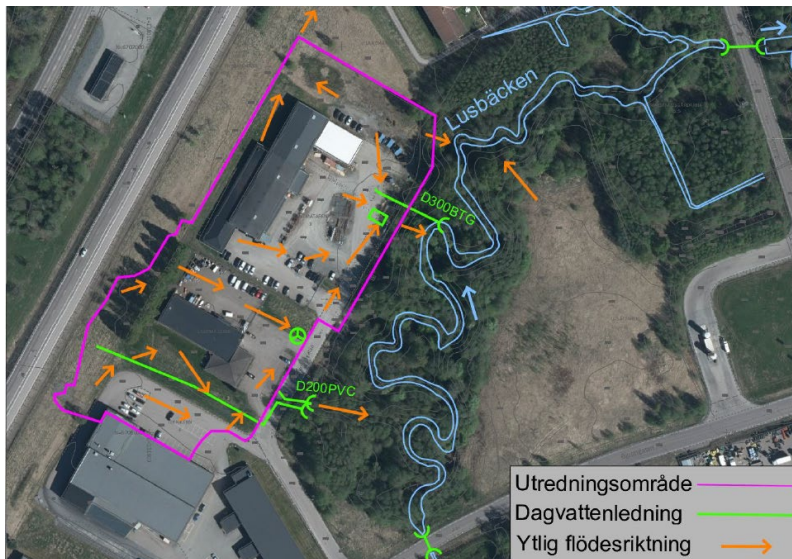 Lusbäcken
D300BTG
D200PVC
Utredningsområde
Dagvattenledning
Ytlig flödesriktning